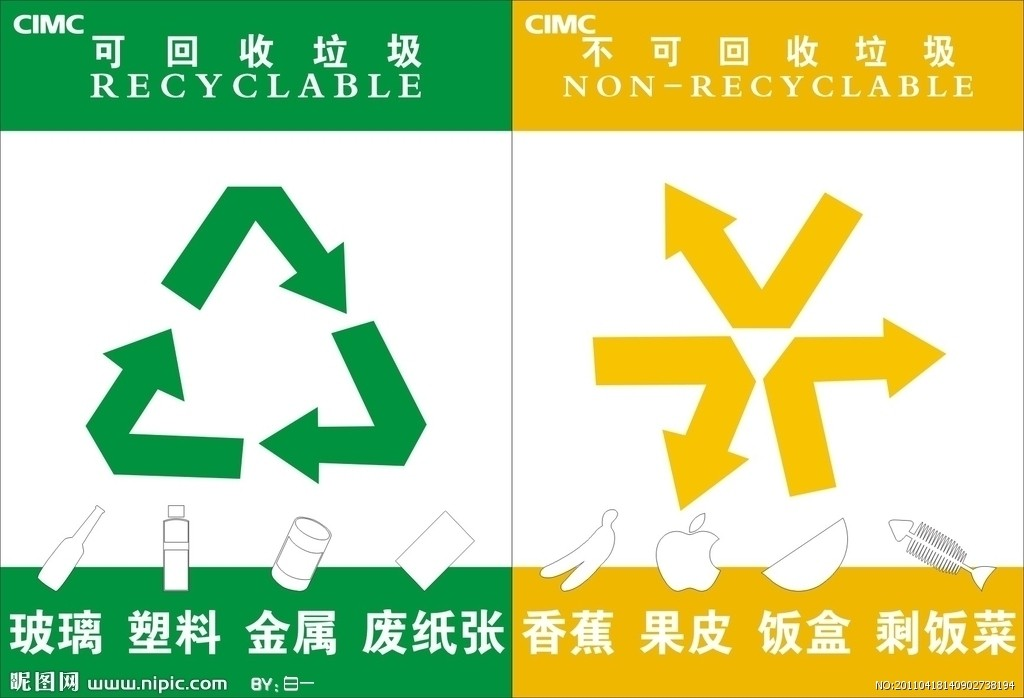 CIMC
可回收垃圾
RECYCLABLE
玻璃 塑料 金属 废纸张
昵图网 www.nipic.com BY:白一
CIMC
不可回收垃圾
NON-RECYCLABLE
香蕉 果皮 饭盒 剩饭菜
NO:20110418140902738194